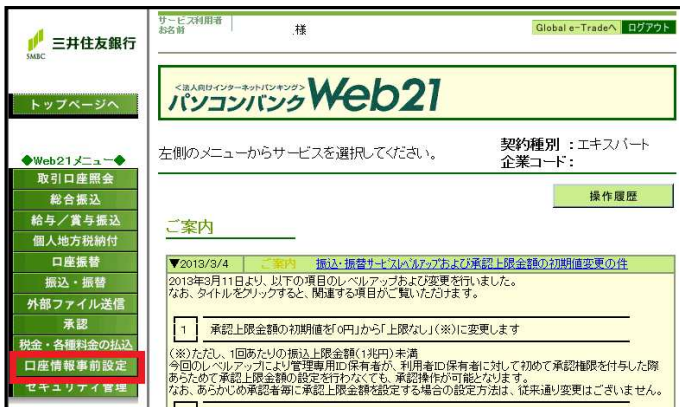 サービス利用者
お名前
様
Global e-Tradeへ
ログアウト
三井住友銀行
SMBC
トップページへ
<法人向けインターネットバンキング>
パソコンバンクWeb21
左側のメニューからサービスを選択してください。
契約種別 :エキスパート
企業コード:
操作履歴
◆Web21メニュー◆
取引口座照会
総合振込
給与/賞与振込
個人地方税納付
口座振替
振込・振替
外部ファイル送信
承認
税金・各種料金の払込
口座情報事前設定
セキュリティ管理
ご案内
▼2013/3/4 ご案内 振込・振替サービスレベルアップおよび承認上限金額の初期値変更の件
2013年3月11日より、以下の項目のレベルアップおよび変更を行いました。
なお、タイトルをクリックすると、関連する項目がご覧いただけます。
1 承認上限金額の初期値を「0円」から「上限なし」(※)に変更します
(※)ただし、1回あたりの振込上限金額(1兆円)未満
今回のレベルアップにより管理専用ID保有者が、利用者ID保有者に対して初めて承認権限を付与した際
あらためて承認上限金額の設定を行わなくても、承認操作が可能となります。
なお、あらかじめ承認者毎に承認上限金額を設定する場合の設定方法は、従来通り変更はございません。